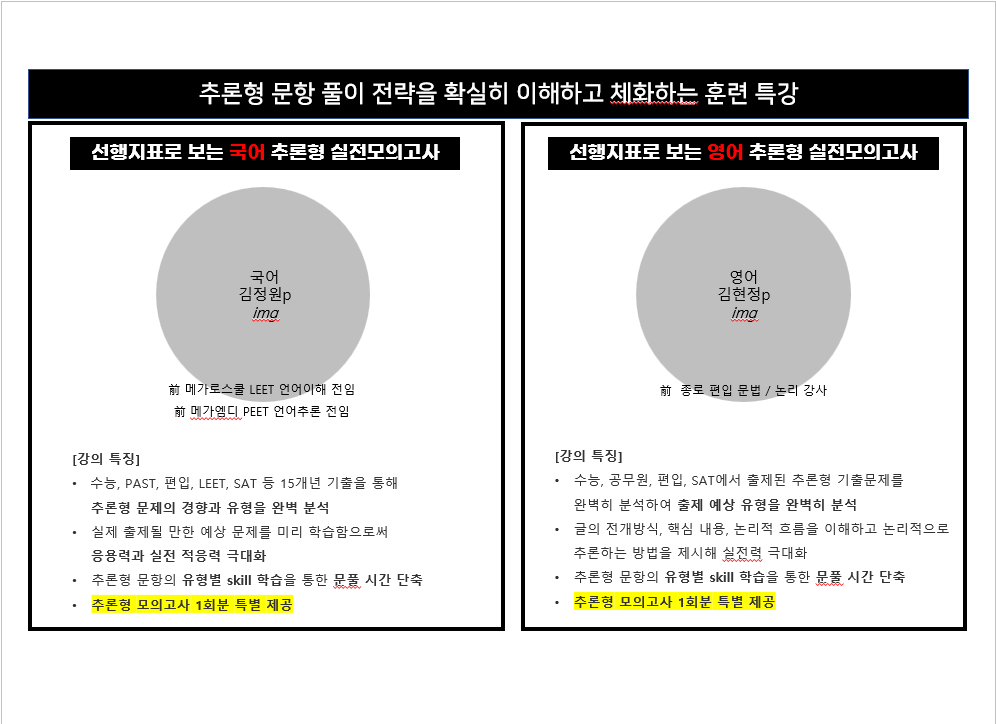 추론형 문항 풀이 전략을 확실히 이해하고 체화하는 훈련 특강
선행지표로 보는 국어 추론형 실전모의고사
국어
김정원p
img
前 메가로스쿨 LEET 언어이해 전임
前 메가엠디 PEET 언어추론 전임
[강의 특징]
• 수능, PAST, 편입, LEET, SAT 등 15개년 기출을 통해
추론형 문제의 경향과 유형을 완벽 분석
• 실제 출제될 만한 예상 문제를 미리 학습함으로써
응용력과 실전 적응력 극대화
• 추론형 문항의 유형별 skill 학습을 통한 문풀 시간 단축
• 추론형 모의고사 1회분 특별 제공
선행지표로 보는 영어 추론형 실전모의고사
영어
김현정p
img
前 종로 편입 문법 / 논리 강사
[강의 특징]
• 수능, 공무원, 편입, SAT에서 출제된 추론형 기출문제를
완벽히 분석하여 출제 예상 유형을 완벽히 분석
• 글의 전개방식, 핵심 내용, 논리적 흐름을 이해하고 논리적으로
추론하는 방법을 제시해 실전력 극대화
• 추론형 문항의 유형별 skill 학습을 통한 문풀 시간 단축
• 추론형 모의고사 1회분 특별 제공